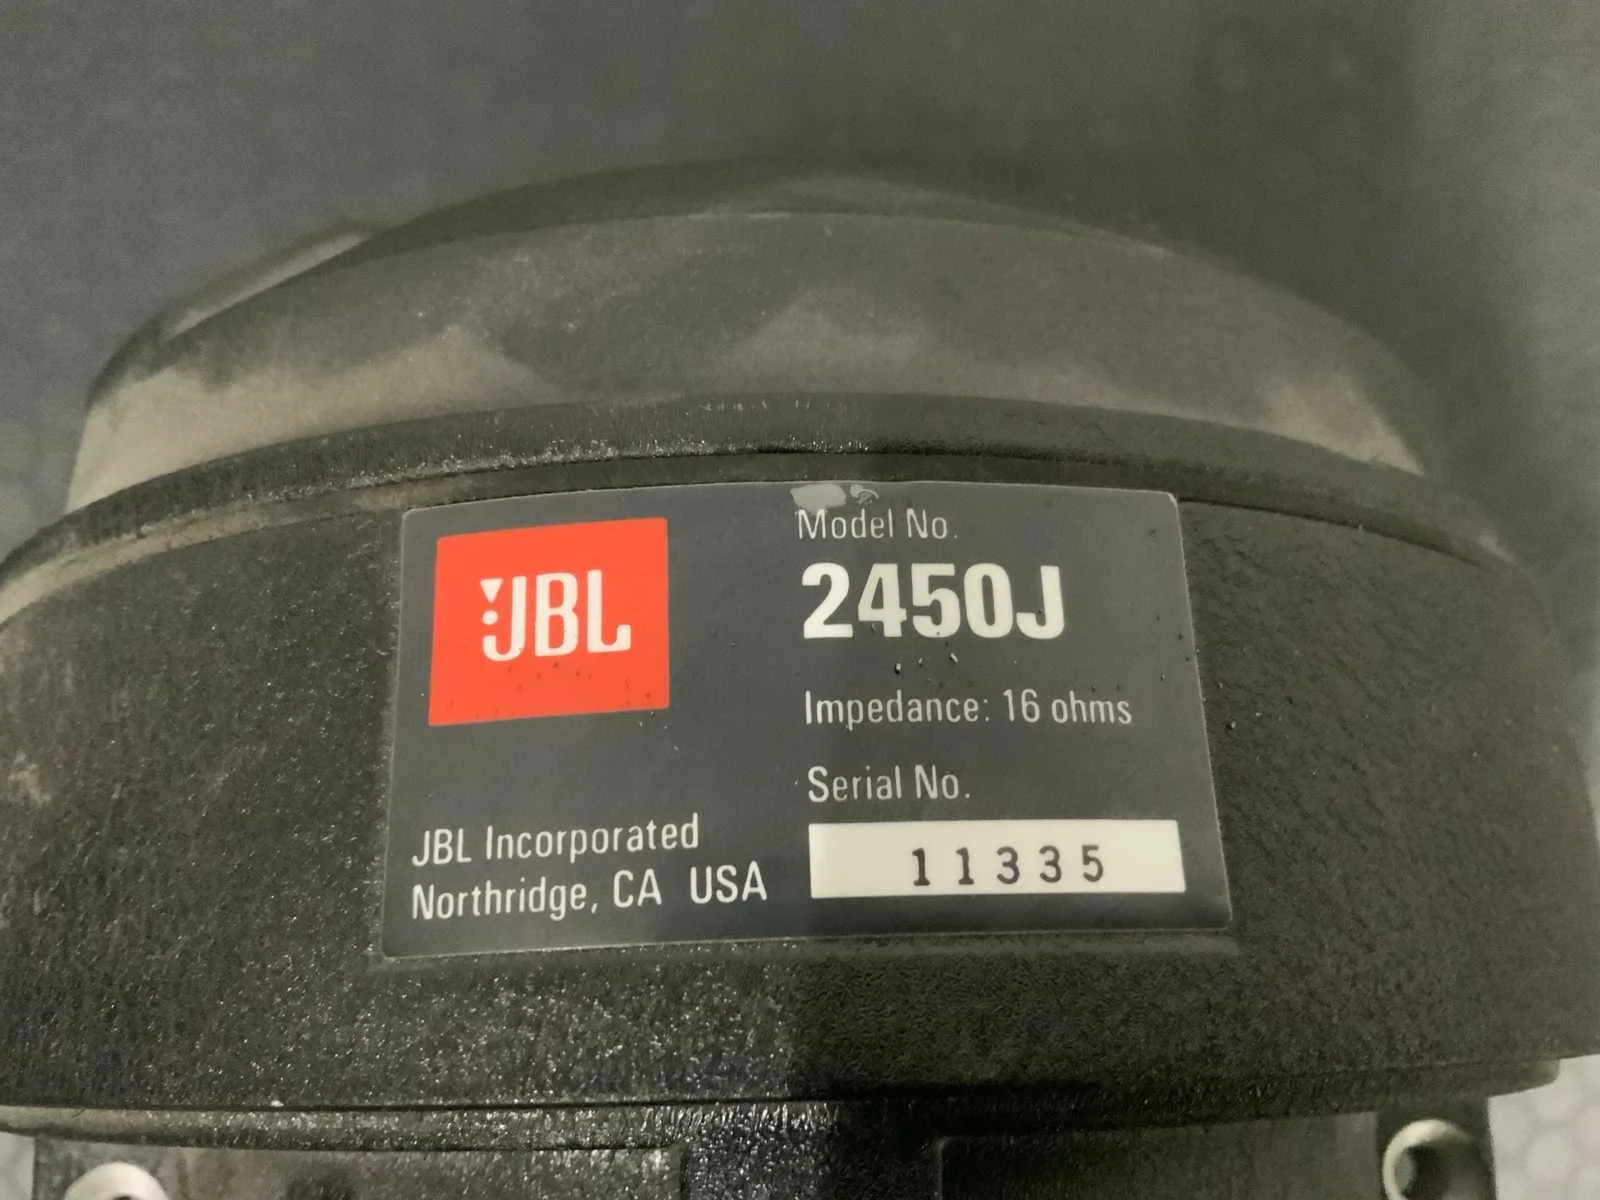 JBL
Model No.
2450J
Impedance: 16 ohms
Serial No.
11335
JBL Incorporated
Northridge, CA USA